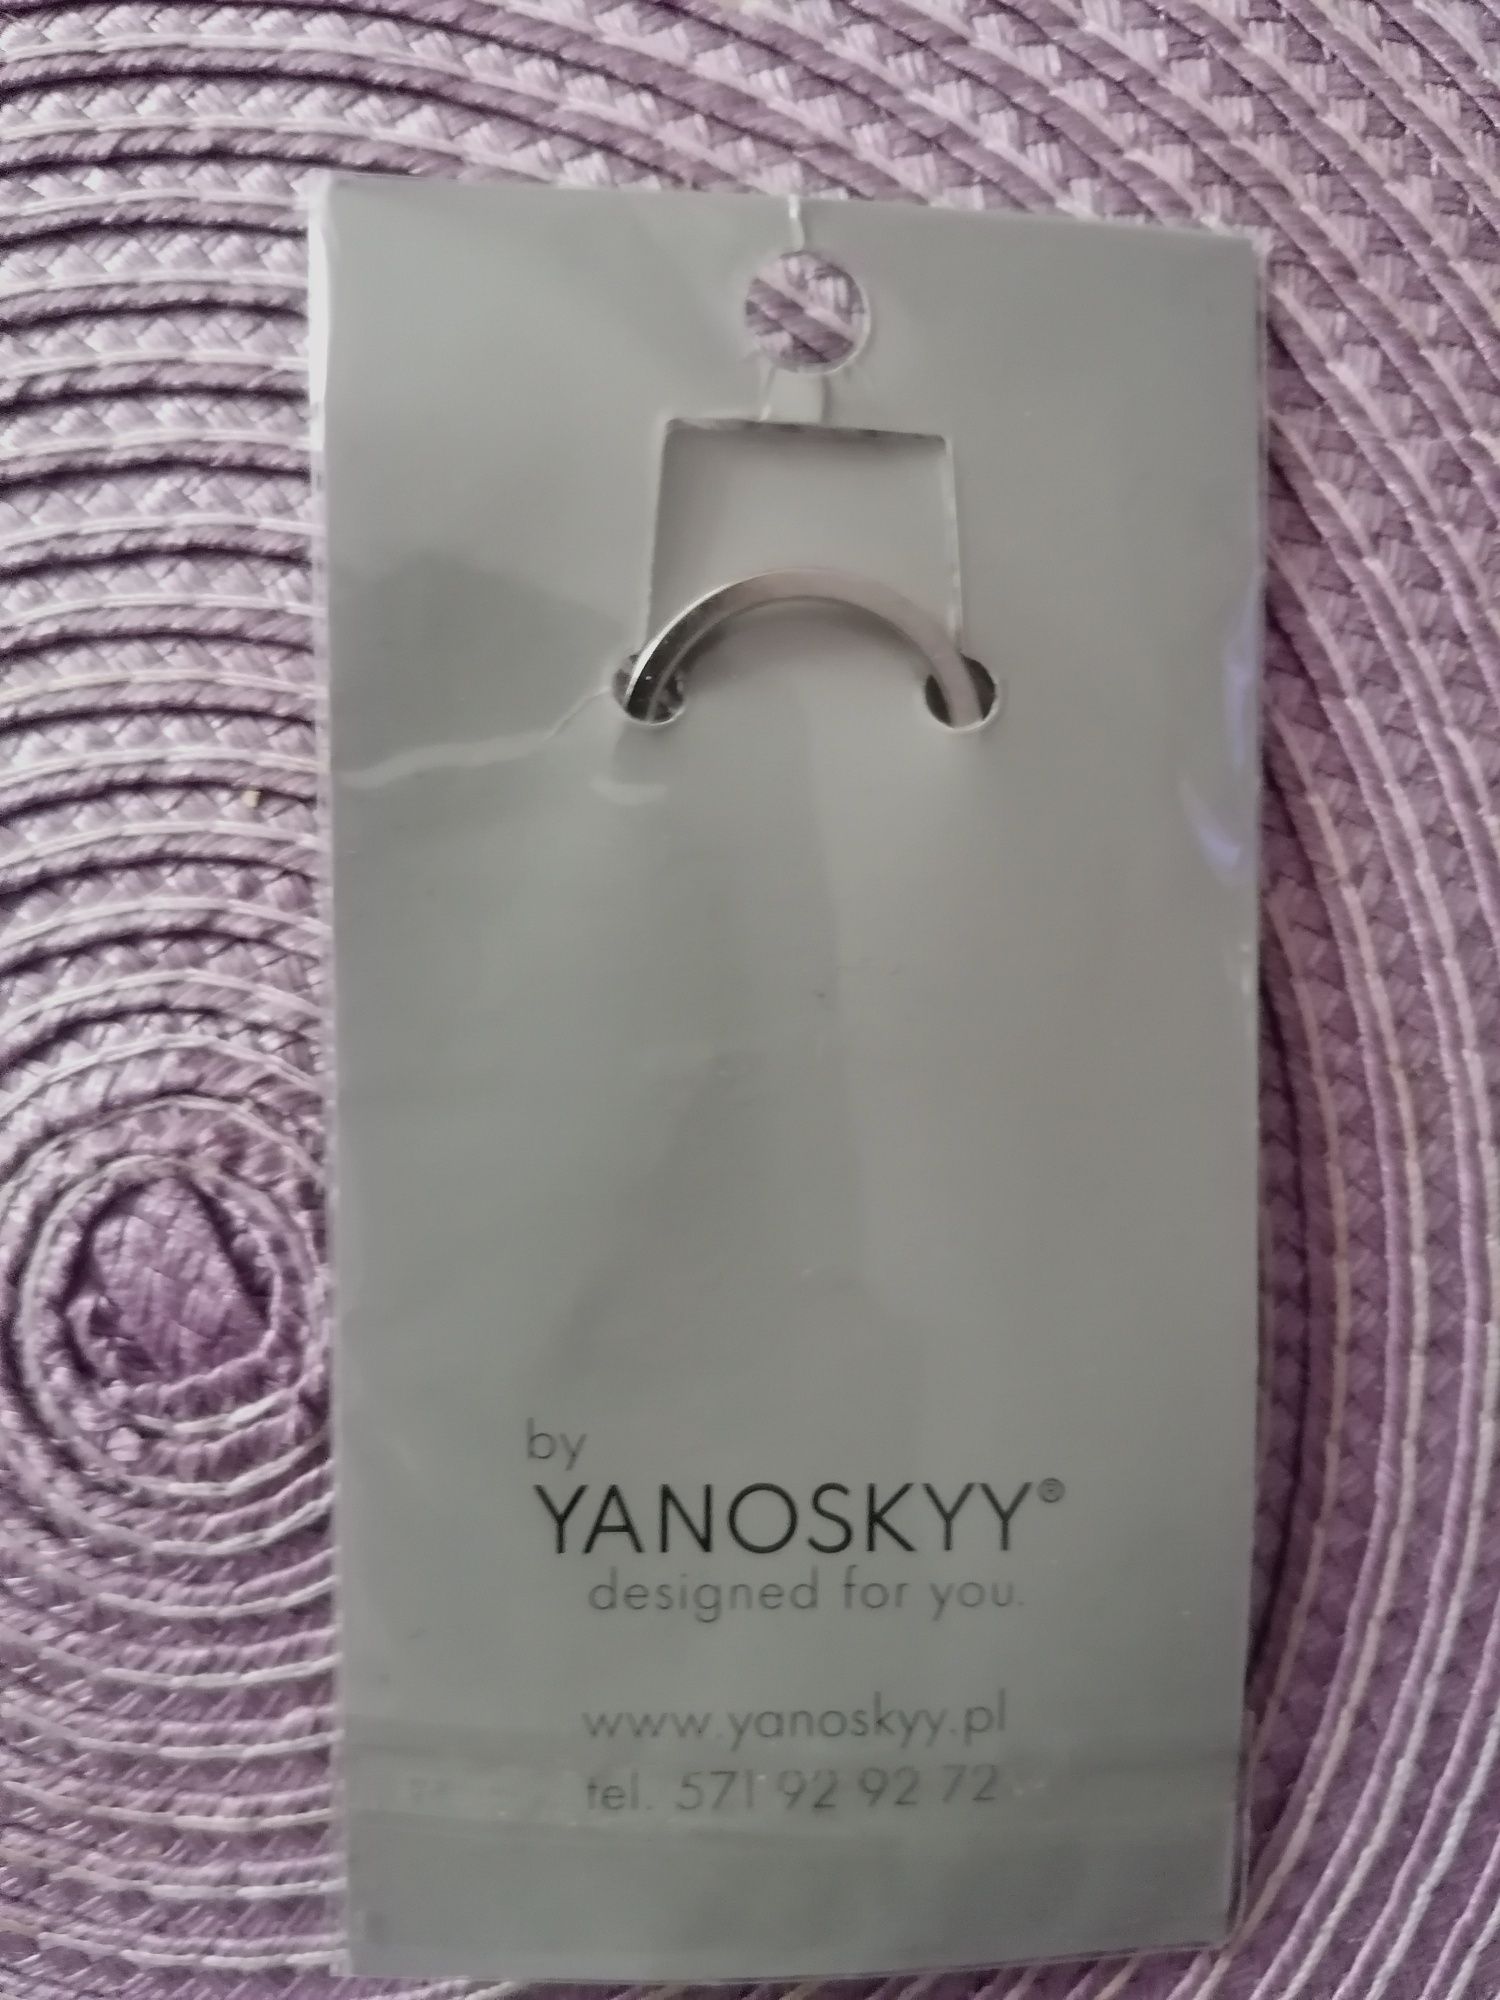 by
YANOSKYY®
designed for you.
www.yanoskyy.pl
tel. 571 92 92 72